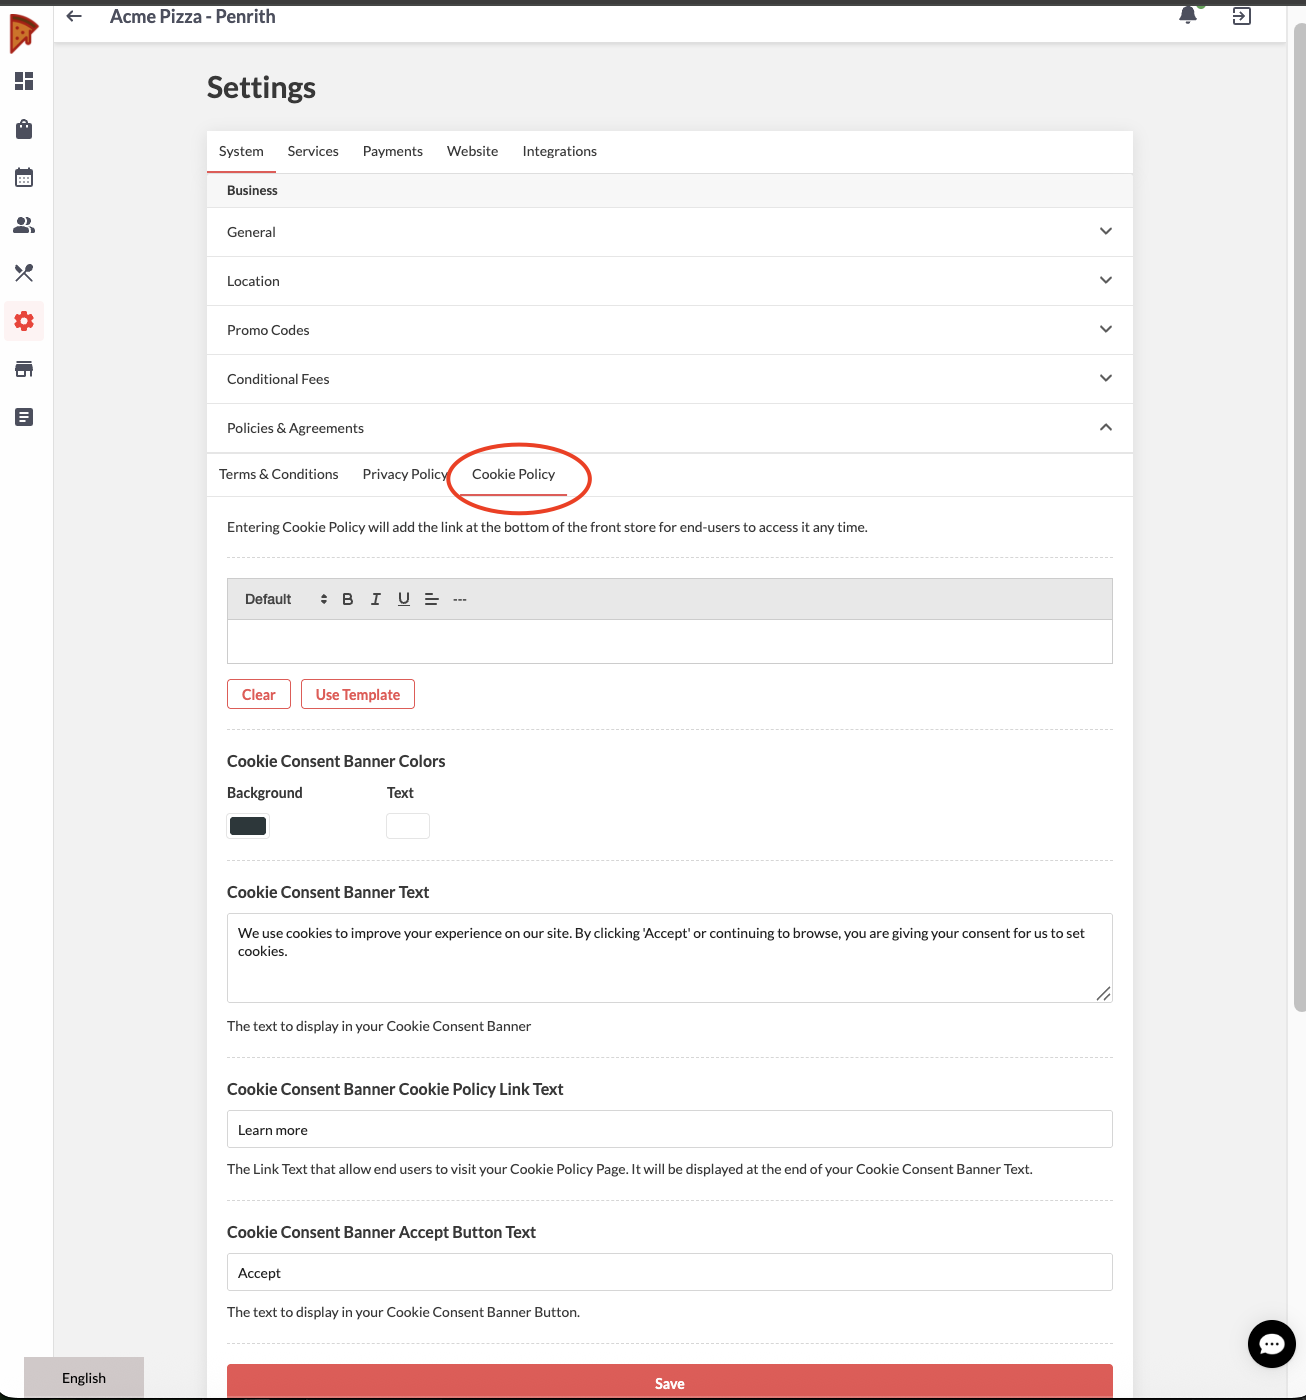 Acme Pizza - Penrith
Settings
System Services Payments Website Integrations
Business
General
Location
Promo Codes
Conditional Fees
Policies & Agreements
Terms & Conditions Privacy Policy Cookie Policy
Entering Cookie Policy will add the link at the bottom of the front store for end-users to access it any time.
Default B I U ---
Clear Use Template
Cookie Consent Banner Colors
Background Text
Cookie Consent Banner Text
We use cookies to improve your experience on our site. By clicking 'Accept' or continuing to browse, you are giving your consent for us to set
cookies.
The text to display in your Cookie Consent Banner
Cookie Consent Banner Cookie Policy Link Text
Learn more
The Link Text that allow end users to visit your Cookie Policy Page. It will be displayed at the end of your Cookie Consent Banner Text.
Cookie Consent Banner Accept Button Text
Accept
The text to display in your Cookie Consent Banner Button.
Save
English